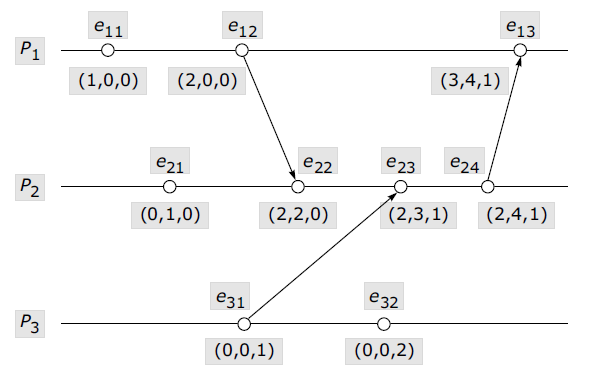 e11 e12 e13
P1
(1,0,0) (2,0,0) (3,4,1)
e21 e22 e23 e24
P2
(0,1,0) (2,2,0) (2,3,1) (2,4,1)
e31 e32
P3
(0,0,1) (0,0,2)